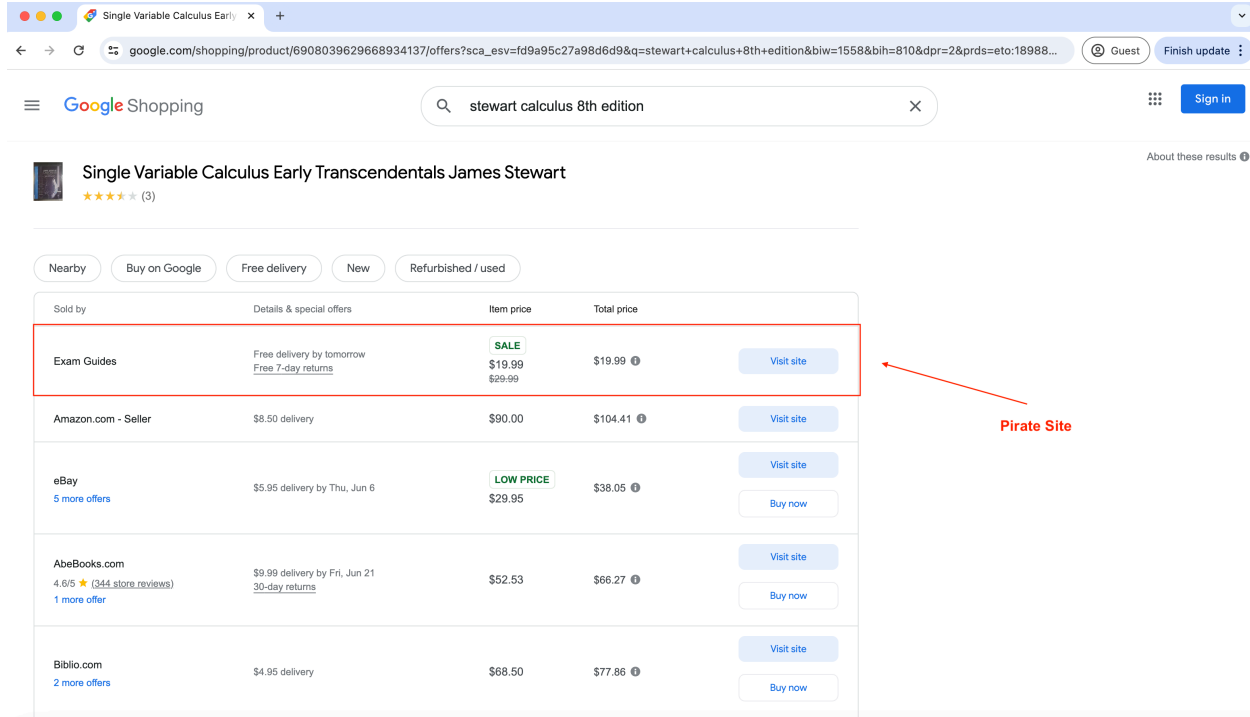 Single Variable Calculus Early
google.com/shopping/product/6908039629668934137/offers?sca_esv=fd9a95c27a98d6d9&q=stewart+calculus+8th+edition&biw=1558&bih=810&dpr=2&prds=eto:18988...
Guest
Finish update
Google Shopping
stewart calculus 8th edition
Sign in
About these results
Single Variable Calculus Early Transcendentals James Stewart
(3)
Nearby
Buy on Google
Free delivery
New
Refurbished / used
Sold by
Details & special offers
Item price
Total price
Exam Guides
Free delivery by tomorrow
Free 7-day returns
SALE
$19.99
$29.99
$19.99
Visit site
Pirate Site
Amazon.com - Seller
$8.50 delivery
$90.00
$104.41
Visit site
eBay
5 more offers
$5.95 delivery by Thu, Jun 6
LOW PRICE
$29.95
$38.05
Visit site
Buy now
AbeBooks.com
4.6/5 ★ (344 store reviews)
1 more offer
$9.99 delivery by Fri, Jun 21
30-day returns
$52.53
$66.27
Visit site
Buy now
Biblio.com
2 more offers
$4.95 delivery
$68.50
$77.86
Visit site
Buy now